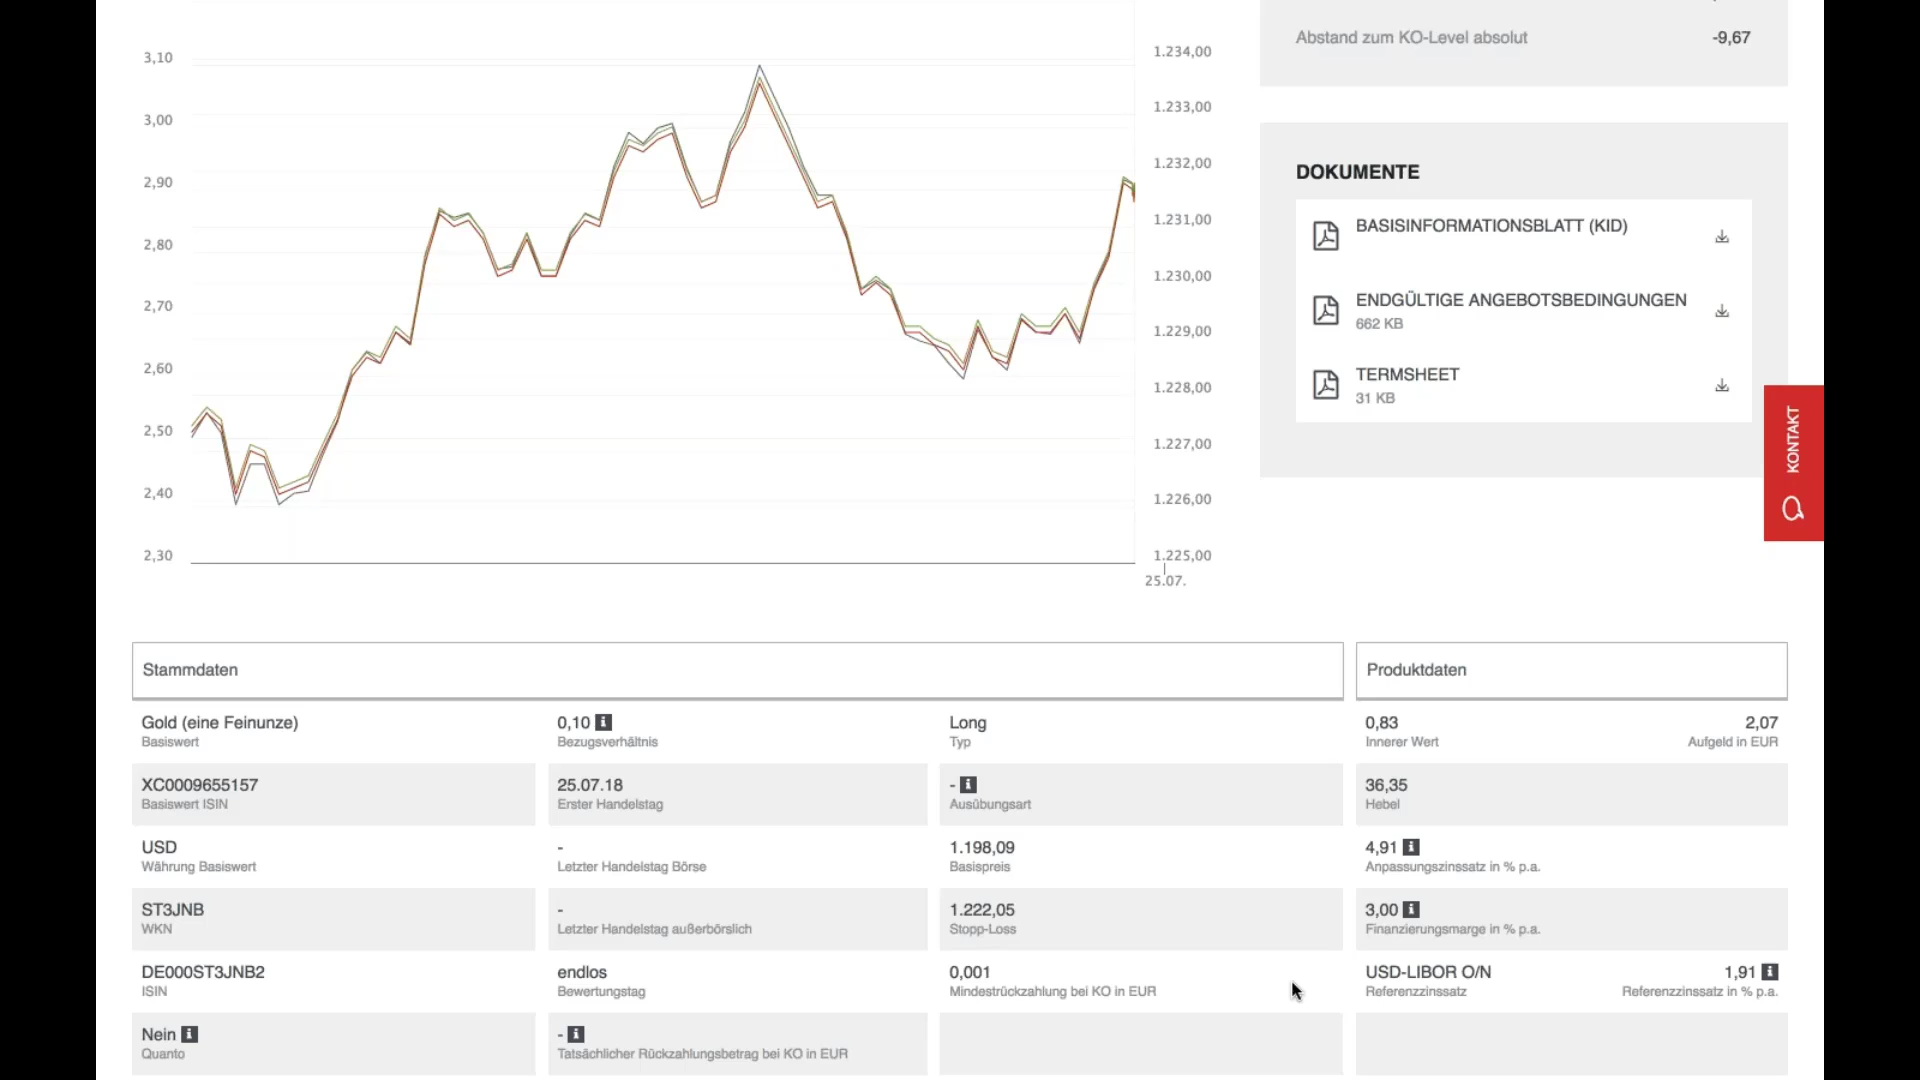 3,10
3,00
2,90
2,80
2,70
2,60
2,50
2,40
2,30
1.234,00
1.233,00
1.232,00
1.231,00
1.230,00
1.229,00
1.228,00
1.227,00
1.226,00
1.225,00
25.07.
Abstand zum KO-Level absolut -9,67
DOKUMENTE
BASISINFORMATIONSBLATT (KID)
ENDGÜLTIGE ANGEBOTSBEDINGUNGEN
662 KB
TERMSHEET
31 KB
KONTAKT
Stammdaten
Produktdaten
Gold (eine Feinunze) 0,10 Long 0,83 2,07
Basiswert Bezugsverhältnis Typ Innerer Wert Aufgeld in EUR
XC0009655157 25.07.18 - 36,35
Basiswert ISIN Erster Handelstag Ausübungsart Hebel
USD - 1.198,09 4,91
Währung Basiswert Letzter Handelstag Börse Basispreis Anpassungszinssatz in % p.a.
ST3JNB - 1.222,05 3,00
WKN Letzter Handelstag außerbörslich Stopp-Loss Finanzierungsmarge in % p.a.
DE000ST3JNB2 endlos 0,001 USD-LIBOR O/N 1,91
ISIN Bewertungstag Mindestrückzahlung bei KO in EUR Referenzzinssatz Referenzzinssatz in % p.a.
Nein -
Quanto Tatsächlicher Rückzahlungsbetrag bei KO in EUR